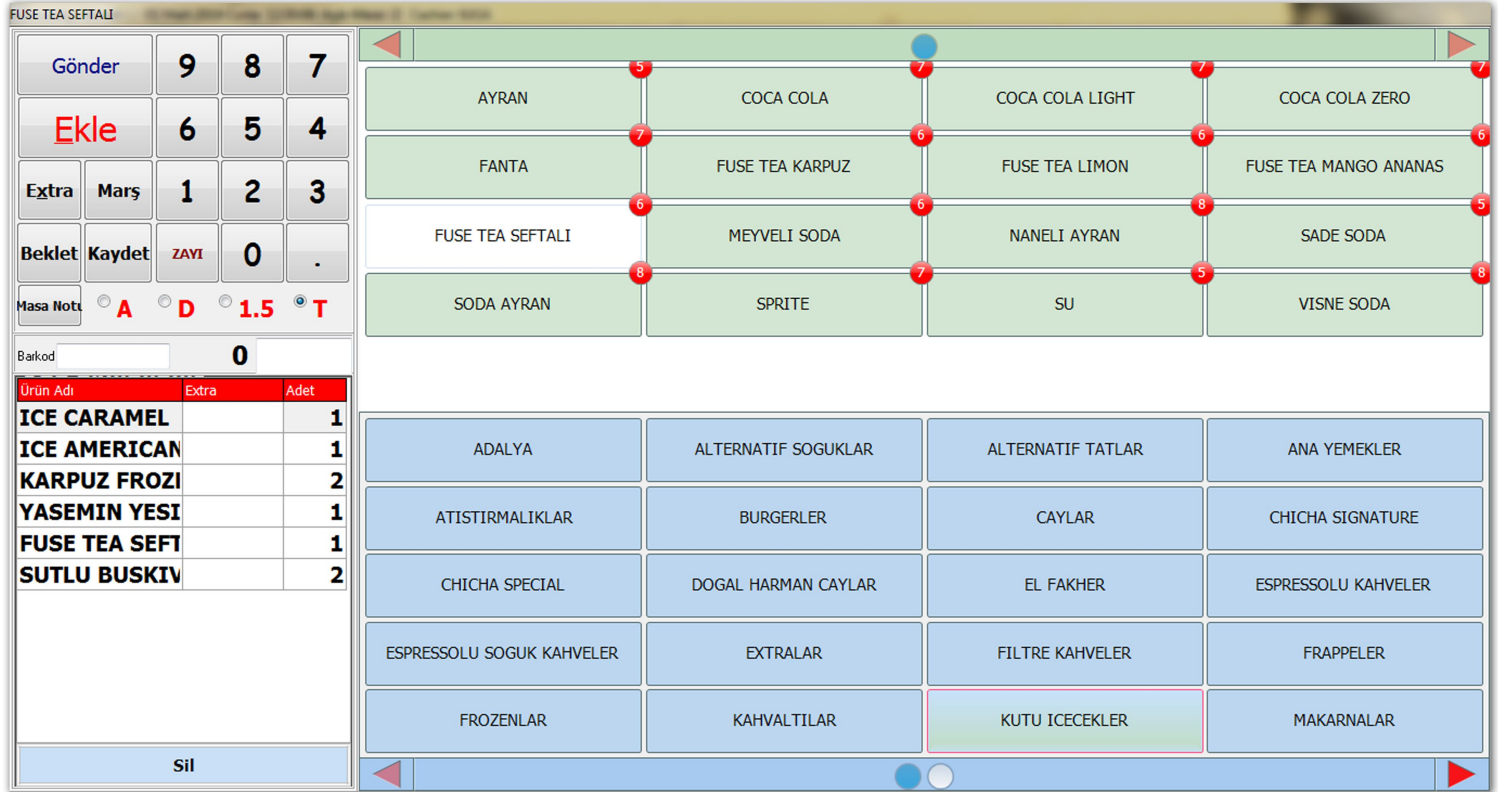 FUSE TEA SEFTALI
Gönder 9 8 7
Ekle 6 5 4
Extra Marş 1 2 3
Beklet Kaydet ZAYI 0 .
Masa Notu A D 1.5 T
Barkod 0
Ürün Adı Extra Adet
ICE CARAMEL 1
ICE AMERICAN 1
KARPUZ FROZI 2
YASEMIN YESI 1
FUSE TEA SEFT 1
SUTLU BUSKIV 2
Sil
5 7 7 7
AYRAN COCA COLA COCA COLA LIGHT COCA COLA ZERO
7 6 6 6
FANTA FUSE TEA KARPUZ FUSE TEA LIMON FUSE TEA MANGO ANANAS
6 6 8 5
FUSE TEA SEFTALI MEYVELI SODA NANELI AYRAN SADE SODA
8 7 5 8
SODA AYRAN SPRITE SU VISNE SODA
ADALYA ALTERNATIF SOGUKLAR ALTERNATIF TATLAR ANA YEMEKLER
ATISTIRMALIKLAR BURGERLER CAYLAR CHICHA SIGNATURE
CHICHA SPECIAL DOGAL HARMAN CAYLAR EL FAKHER ESPRESSOLU KAHVELER
ESPRESSOLU SOGUK KAHVELER EXTRALAR FILTRE KAHVELER FRAPPELER
FROZENLAR KAHVALTILAR KUTU ICECEKLER MAKARNALAR